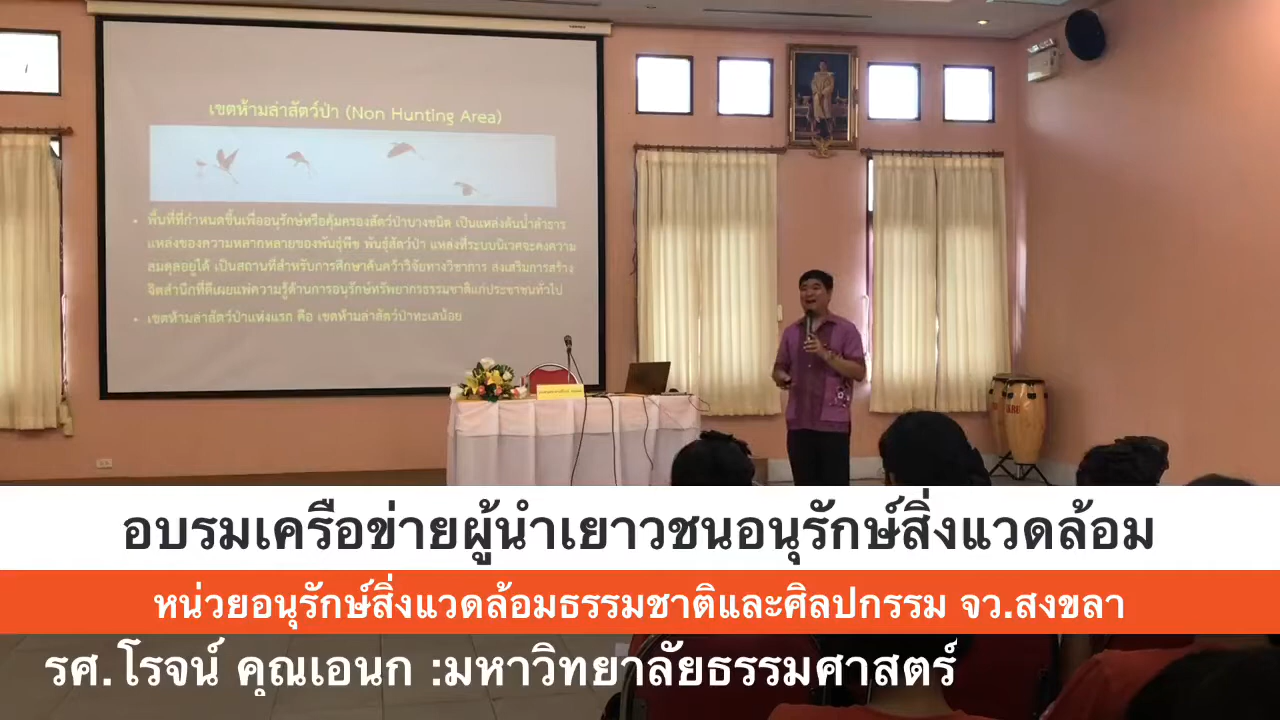 เขตห้ามล่าสัตว์ป่า (Non Hunting Area)
• พื้นที่ที่กำหนดขึ้นเพื่ออนุรักษ์หรือคุ้มครองสัตว์ป่าบางชนิด เป็นแหล่งต้นน้ำลำธาร
แหล่งของความหลากหลายของพันธุ์พืช พันธุ์สัตว์ป่า แหล่งที่ระบบนิเวศจะคงความ
สมดุลอยู่ได้ เป็นสถานที่สำหรับการศึกษาค้นคว้าวิจัยทางวิชาการ ส่งเสริมการสร้าง
จิตสำนึกที่ดีเผยแพ่ความรู้ด้านการอนุรักษ์ทรัพยากรธรรมชาติแก่ประชาชนทั่วไป
• เขตห้ามล่าสัตว์ป่าแห่งแรก คือ เขตห้ามล่าสัตว์ป่าทะเลน้อย
อบรมเครือข่ายผู้นำเยาวชนอนุรักษ์สิ่งแวดล้อม
หน่วยอนุรักษ์สิ่งแวดล้อมธรรมชาติและศิลปกรรม จว.สงขลา
รศ.โรจน์ คุณเอนก :มหาวิทยาลัยธรรมศาสตร์